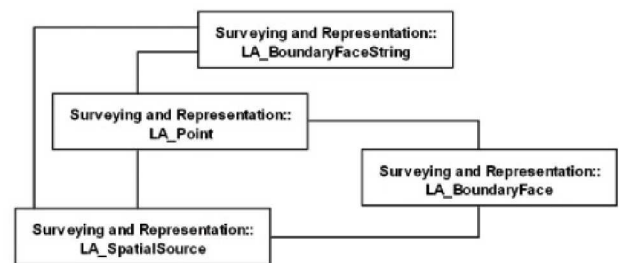 Surveying and Representation::
LA_BoundaryFaceString
Surveying and Representation::
LA_Point
Surveying and Representation::
LA_BoundaryFace
Surveying and Representation::
LA_SpatialSource